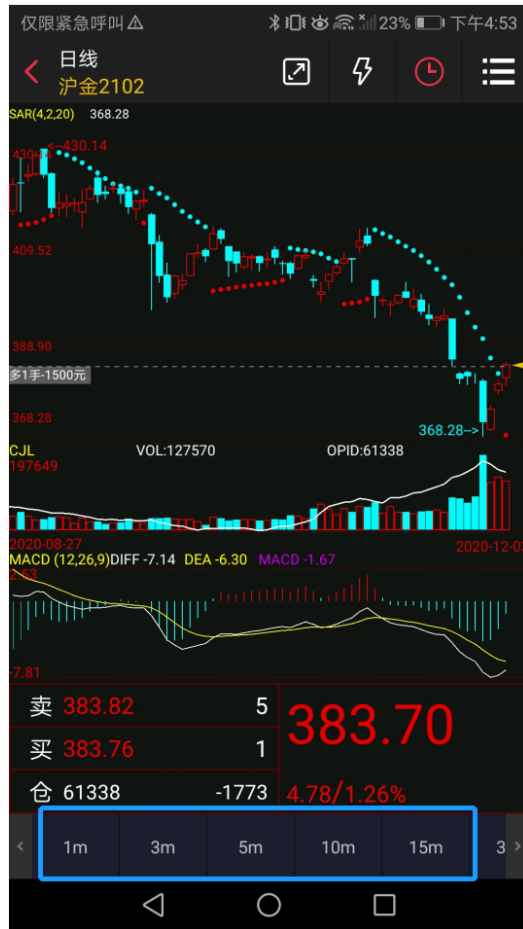 仅限紧急呼叫 23% 下午4:53
日线
沪金2102
SAR(4,2,20) 368.28
<--430.14
409.52
388.90
多1手-1500元
368.28
368.28-->
CJL VOL:127570 OPID:61338
197649
2020-08-27 2020-12-03
MACD (12,26,9)DIFF -7.14 DEA -6.30 MACD -1.67
2.63
-7.81
卖 383.82 5
买 383.76 1
383.70
仓 61338 -1773
4.78/1.26%
1m 3m 5m 10m 15m 3